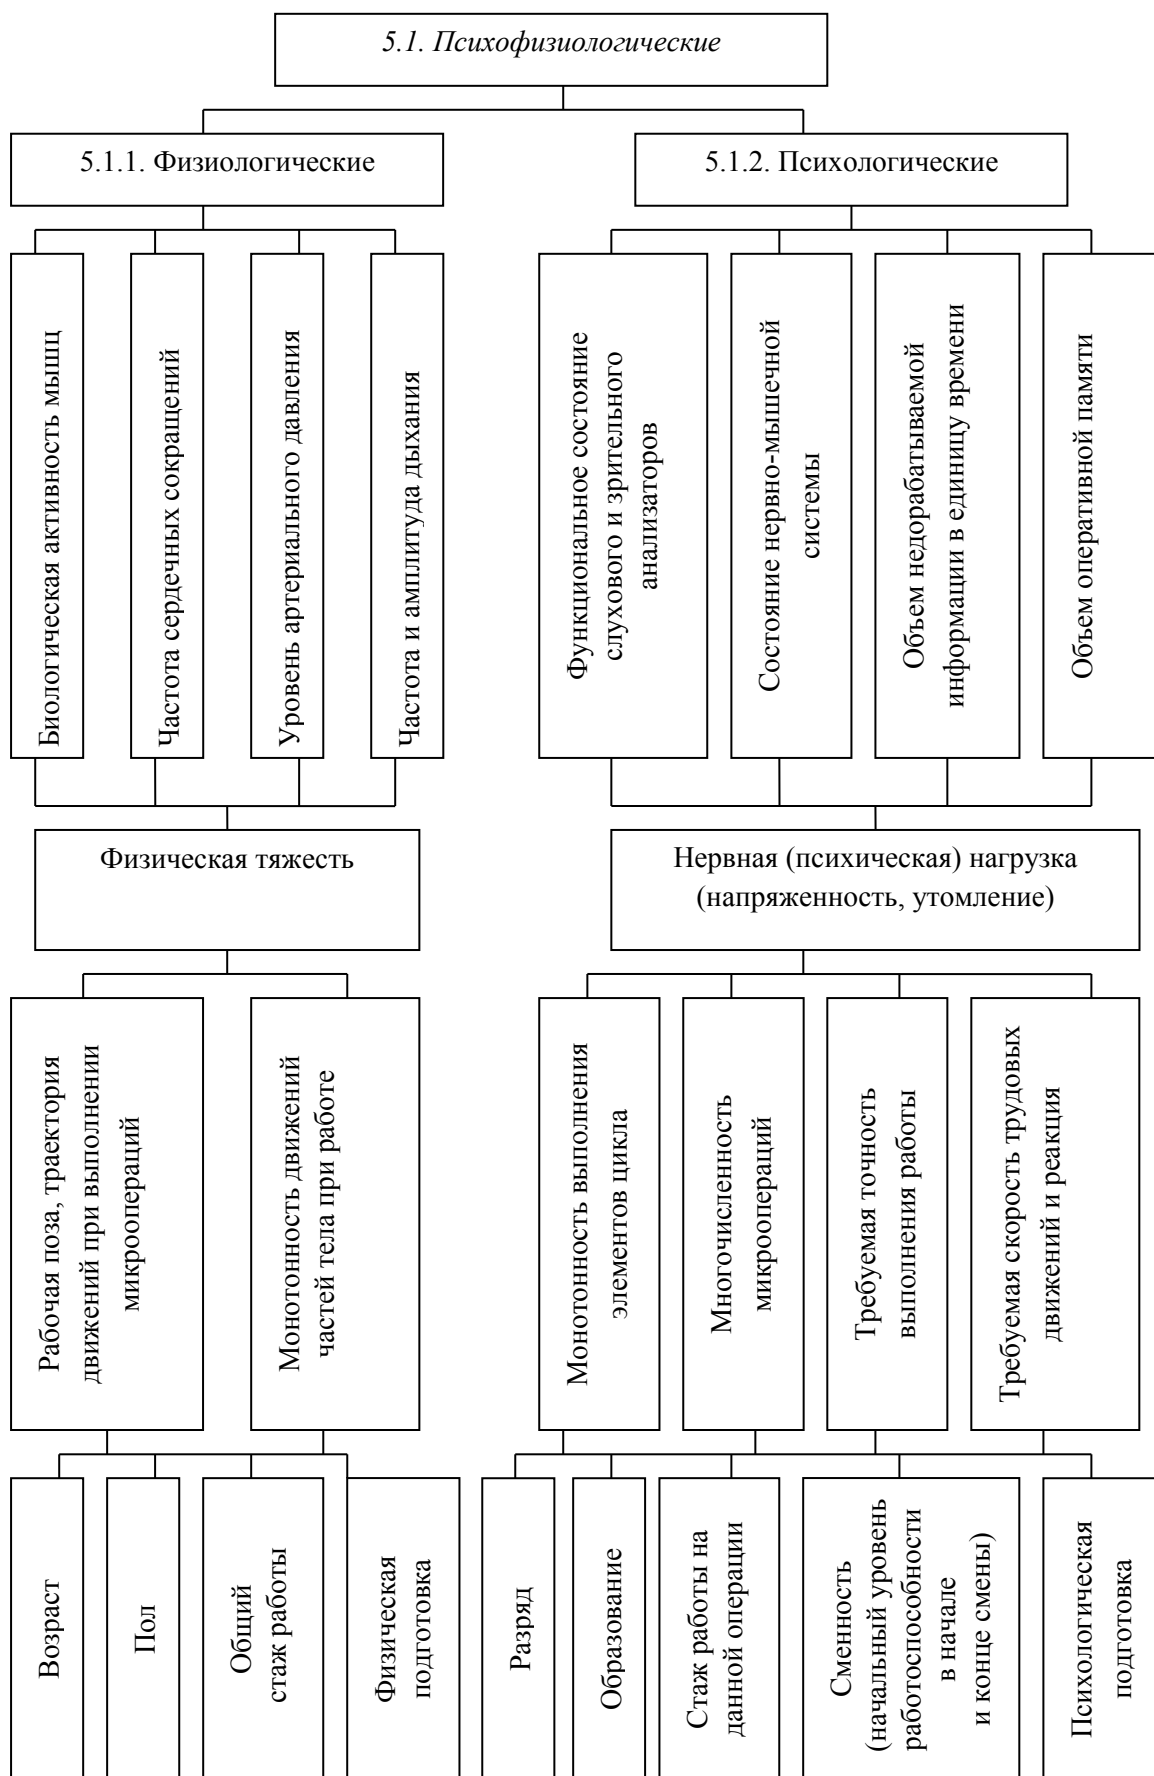 5.1. Психофизиологические
5.1.1. Физиологические
5.1.2. Психологические
Биологическая активность мышц
Частота сердечных сокращений
Уровень артериального давления
Частота и амплитуда дыхания
Функциональное состояние
слухового и зрительного
анализаторов
Состояние нервно-мышечной
системы
Объем недорабатываемой
информации в единицу времени
Объем оперативной памяти
Физическая тяжесть
Нервная (психическая) нагрузка
(напряженность, утомление)
Рабочая поза, траектория
движений при выполнении
микроопераций
Монотонность движений
частей тела при работе
Монотонность выполнения
элементов цикла
Многочисленность
микроопераций
Требуемая точность
выполнения работы
Требуемая скорость трудовых
движений и реакция
Возраст
Пол
Общий
стаж работы
Физическая
подготовка
Разряд
Образование
Стаж работы на
данной операции
Сменность
(начальный уровень
работоспособности
в начале
и конце смены)
Психологическая
подготовка